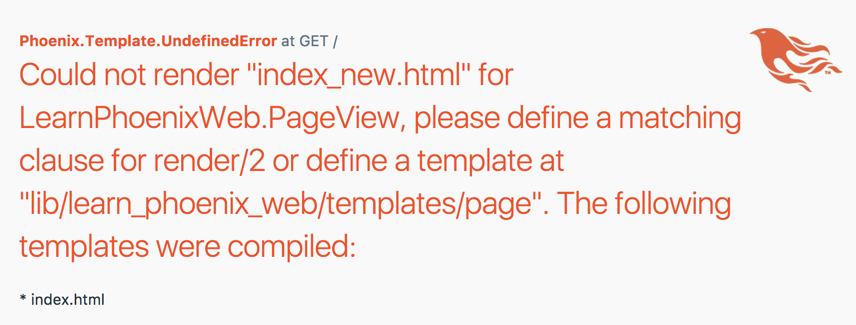 Phoenix.Template.UndefinedError at GET /
Could not render "index_new.html" for
LearnPhoenixWeb.PageView, please define a matching
clause for render/2 or define a template at
"lib/learn_phoenix_web/templates/page". The following
templates were compiled:
* index.html
TM